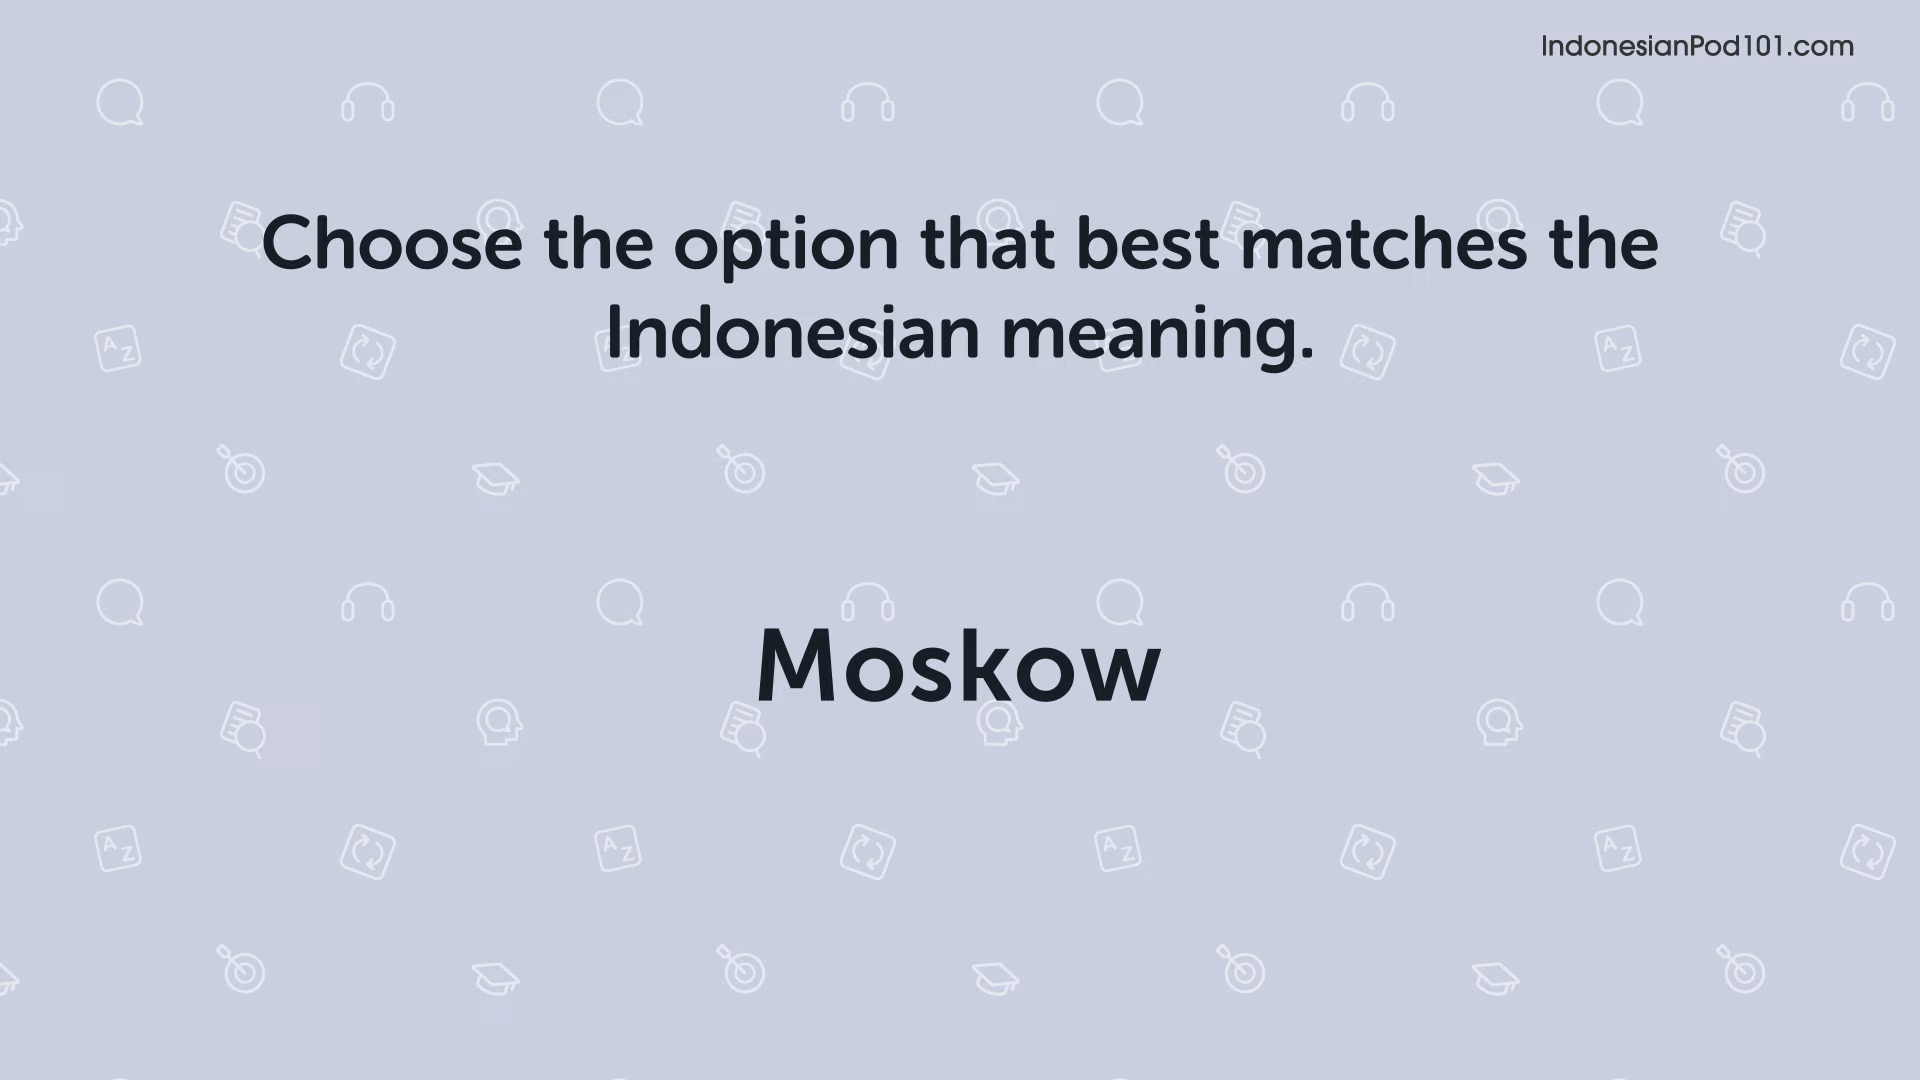 IndonesianPod101.com
Choose the option that best matches the
Indonesian meaning.
Moskow